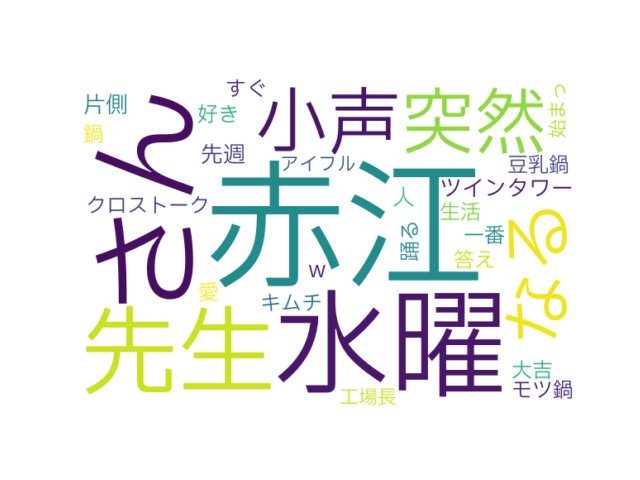 すぐ
片側
鍋
好き
小声
突然
始まっ
先週
アイフル
豆乳鍋
れん
赤江
クロストーク
人
ツインタワー
生活
一番
踊る
答え
なる
w
愛
キムチ
先生
水曜
大吉
モツ鍋
工場長